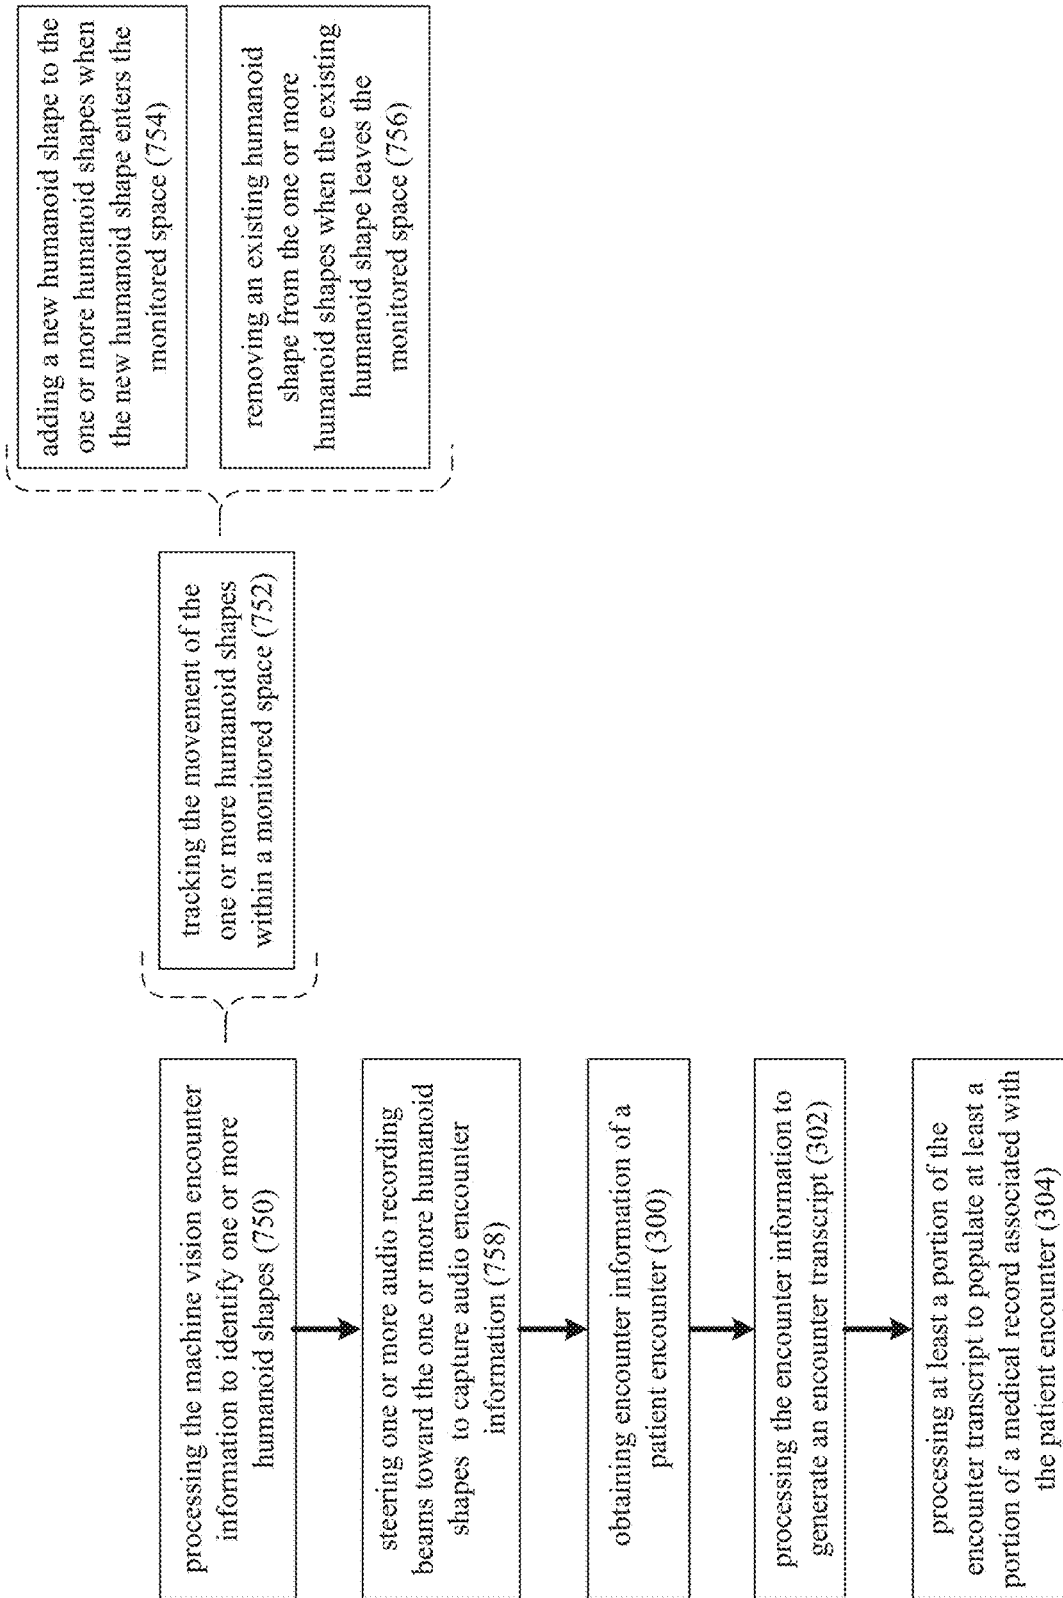 processing the machine vision encounter
information to identify one or more
humanoid shapes (750)
tracking the movement of the
one or more humanoid shapes
within a monitored space (752)
adding a new humanoid shape to the
one or more humanoid shapes when
the new humanoid shape enters the
monitored space (754)
removing an existing humanoid
shape from the one or more
humanoid shapes when the existing
humanoid shape leaves the
monitored space (756)
steering one or more audio recording
beams toward the one or more humanoid
shapes to capture audio encounter
information (758)
obtaining encounter information of a
patient encounter (300)
processing the encounter information to
generate an encounter transcript (302)
processing at least a portion of the
encounter transcript to populate at least a
portion of a medical record associated with
the patient encounter (304)